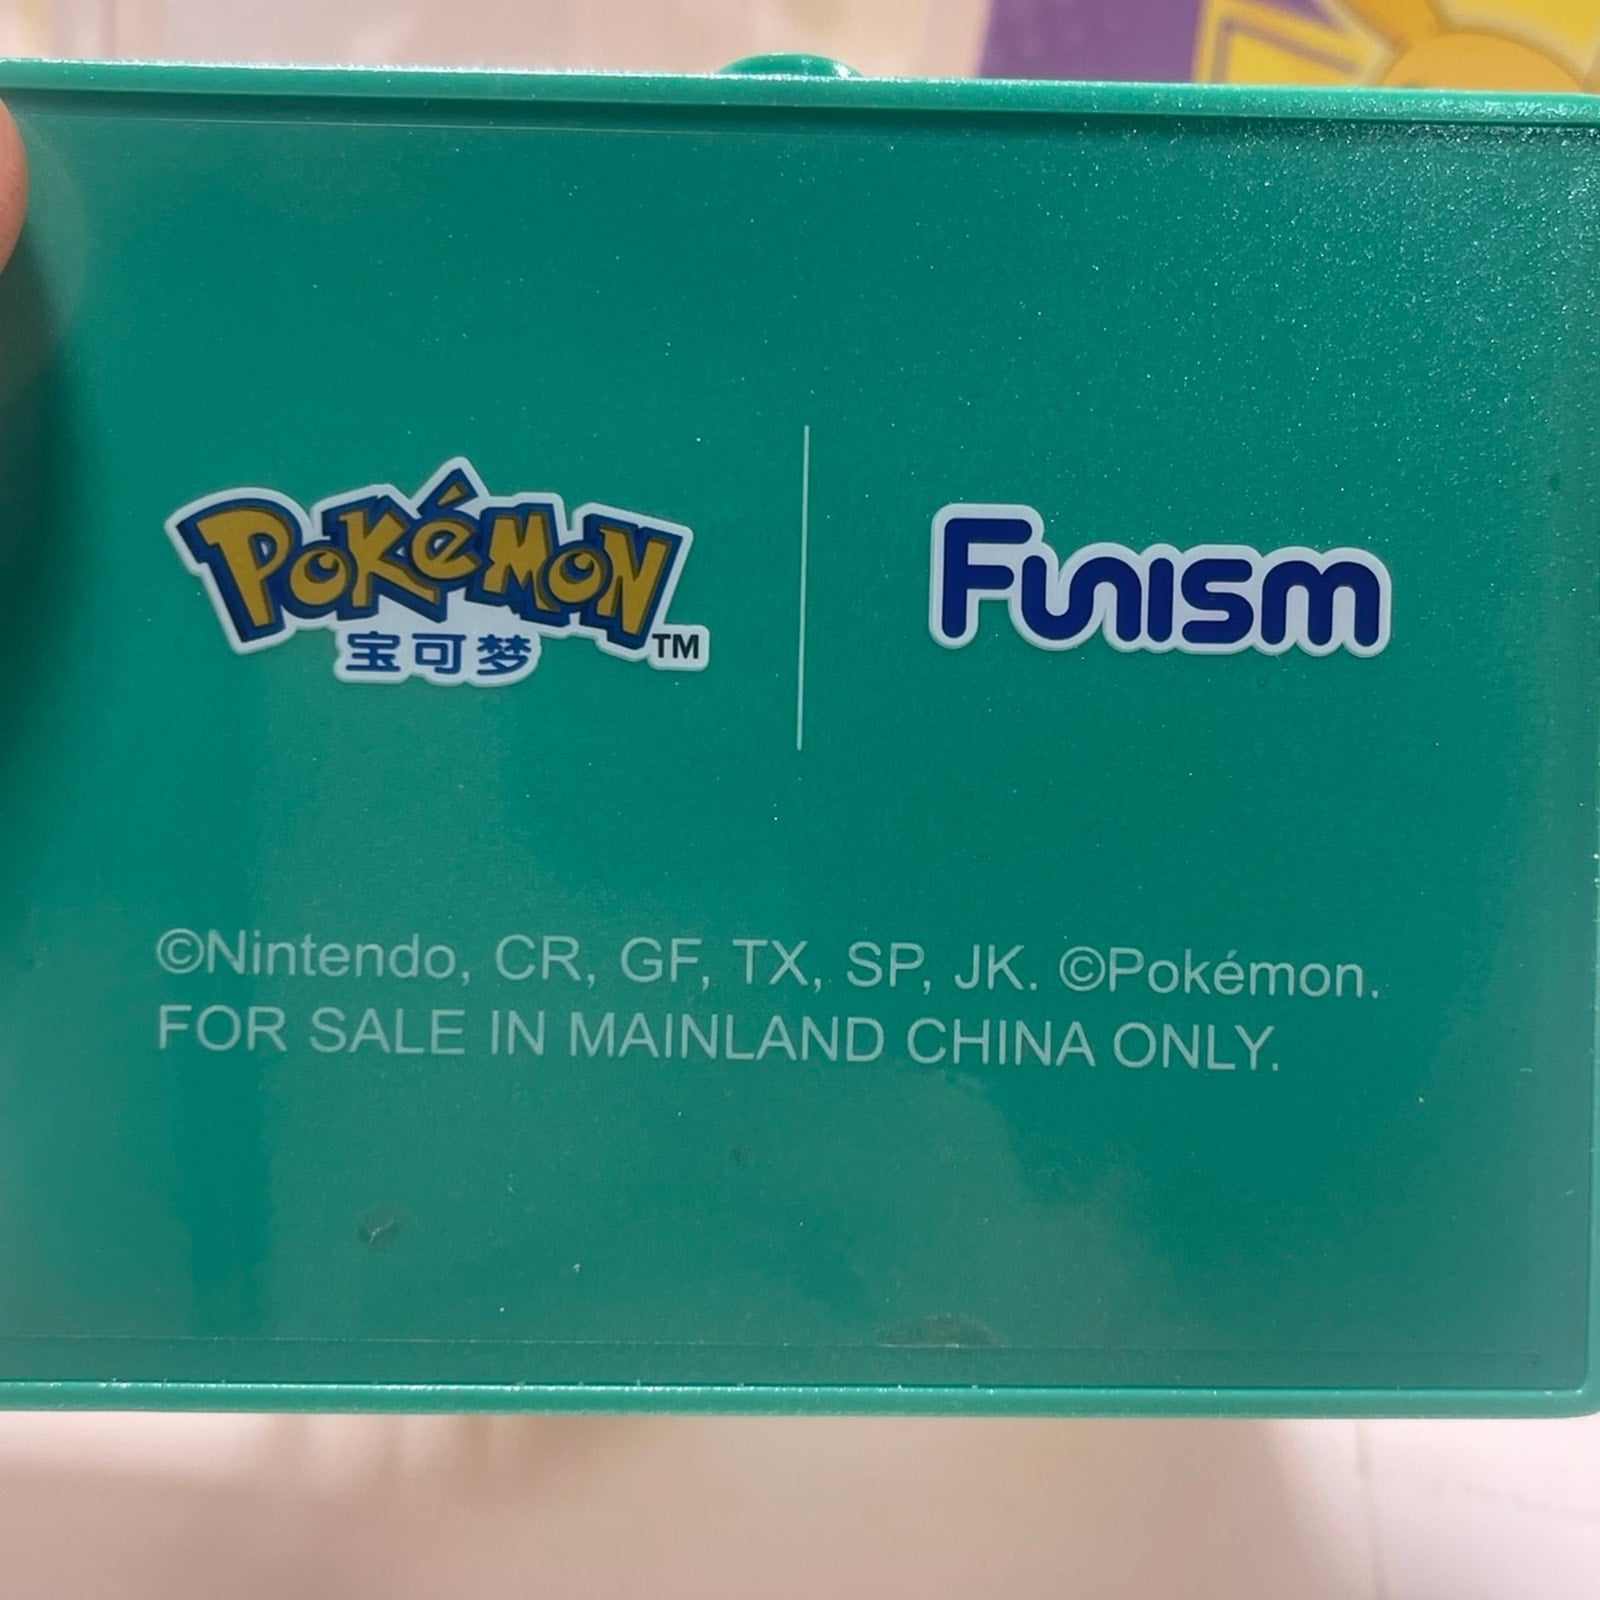 Pokémon
宝可梦 TM
Funism
©Nintendo, CR, GF, TX, SP, JK. ©Pokémon.
FOR SALE IN MAINLAND CHINA ONLY.